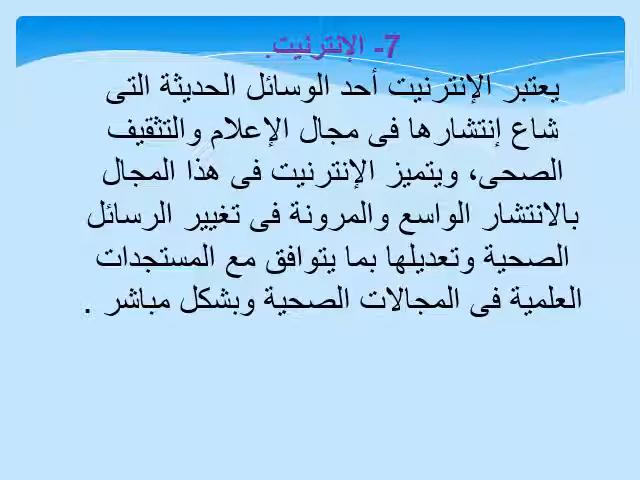 7- الإنترنيت.
يعتبر الإنترنيت أحد الوسائل الحديثة التى
شاع إنتشارها فى مجال الإعلام والتثقيف
الصحى، ويتميز الإنترنيت فى هذا المجال
بالانتشار الواسع والمرونة فى تغيير الرسائل
الصحية وتعديلها بما يتوافق مع المستجدات
العلمية فى المجالات الصحية وبشكل مباشر .